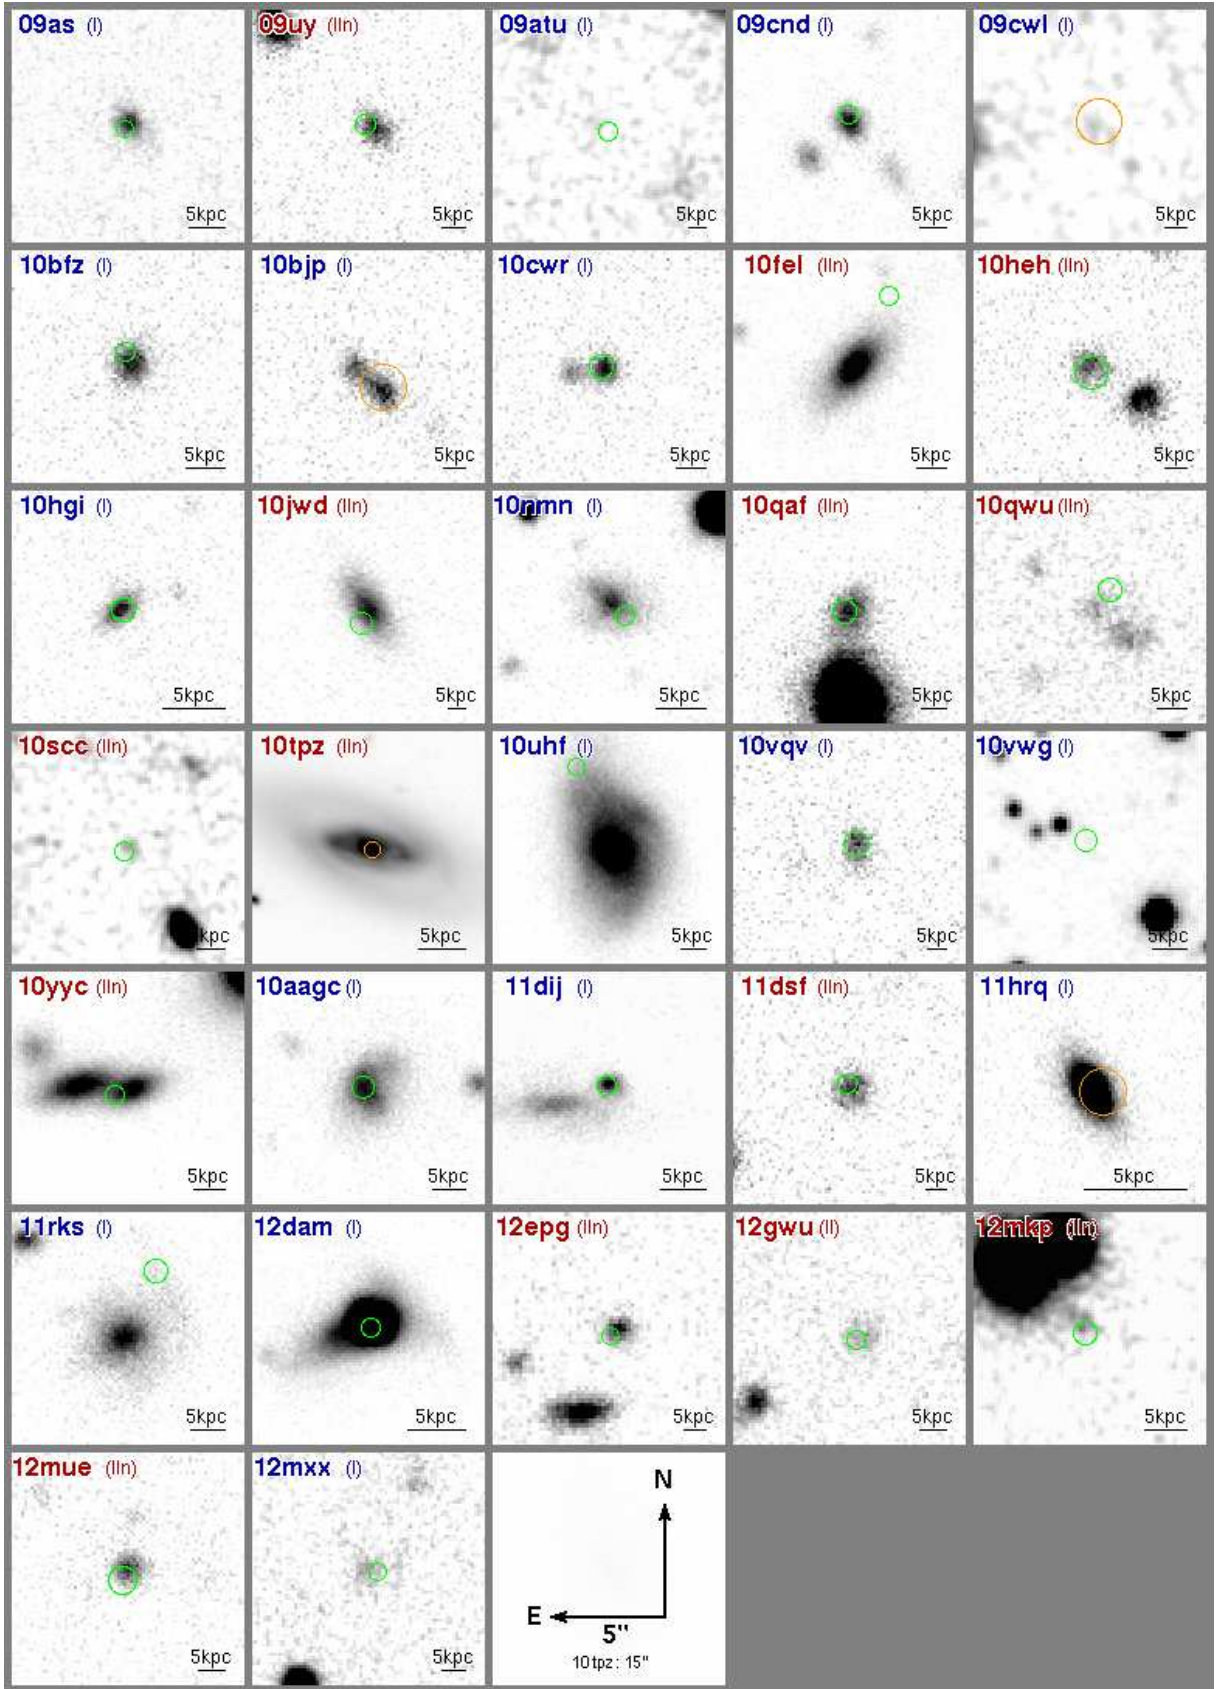 09as (I) 09uy (IIn) 09atu (I) 09cnd (I) 09cwl (I)
5kpc 5kpc 5kpc 5kpc 5kpc
10bfz (I) 10bjp (I) 10cwr (I) 10fel (IIn) 10heh (IIn)
5kpc 5kpc 5kpc 5kpc 5kpc
10hgi (I) 10jwd (IIn) 10nmn (I) 10qaf (IIn) 10qwu (IIn)
5kpc 5kpc 5kpc 5kpc 5kpc
10scc (IIn) 10tpz (IIn) 10uhf (I) 10vqv (I) 10vwg (I)
kpc 5kpc 5kpc 5kpc 5kpc
10yyc (IIn) 10aagc (I) 11dij (I) 11dsf (IIn) 11hrq (I)
5kpc 5kpc 5kpc 5kpc 5kpc
11rks (I) 12dam (I) 12epg (IIn) 12gwu (II) 12mkp (IIn)
5kpc 5kpc 5kpc 5kpc 5kpc
12mue (IIn) 12mxx (I)
N
E
5"
10tpz: 15"
5kpc 5kpc